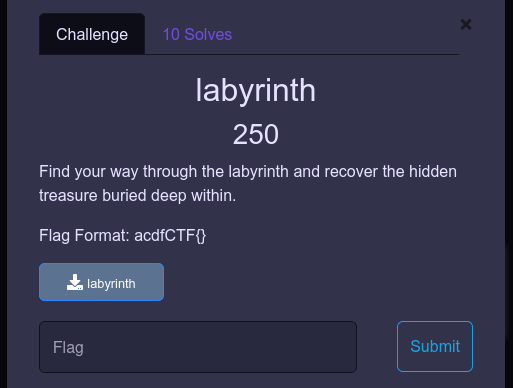 Challenge
10 Solves
×
labyrinth
250
Find your way through the labyrinth and recover the hidden
treasure buried deep within.
Flag Format: acdfCTF{}
labyrinth
Flag
Submit